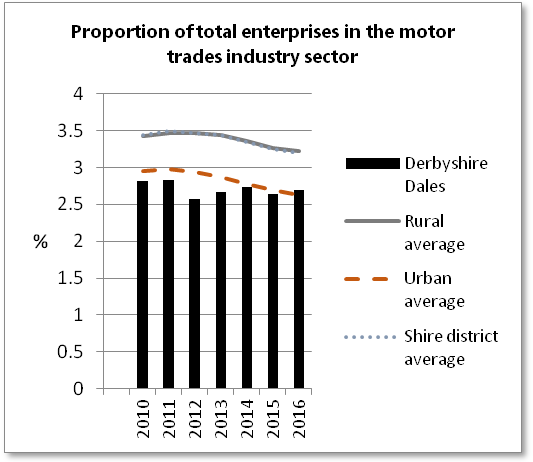 Proportion of total enterprises in the motor
trades industry sector
4
3.5
3
2.5
2
1.5
1
0.5
0
%
2010
2011
2012
2013
2014
2015
2016
Derbyshire
Dales
Rural
average
Urban
average
Shire district
average